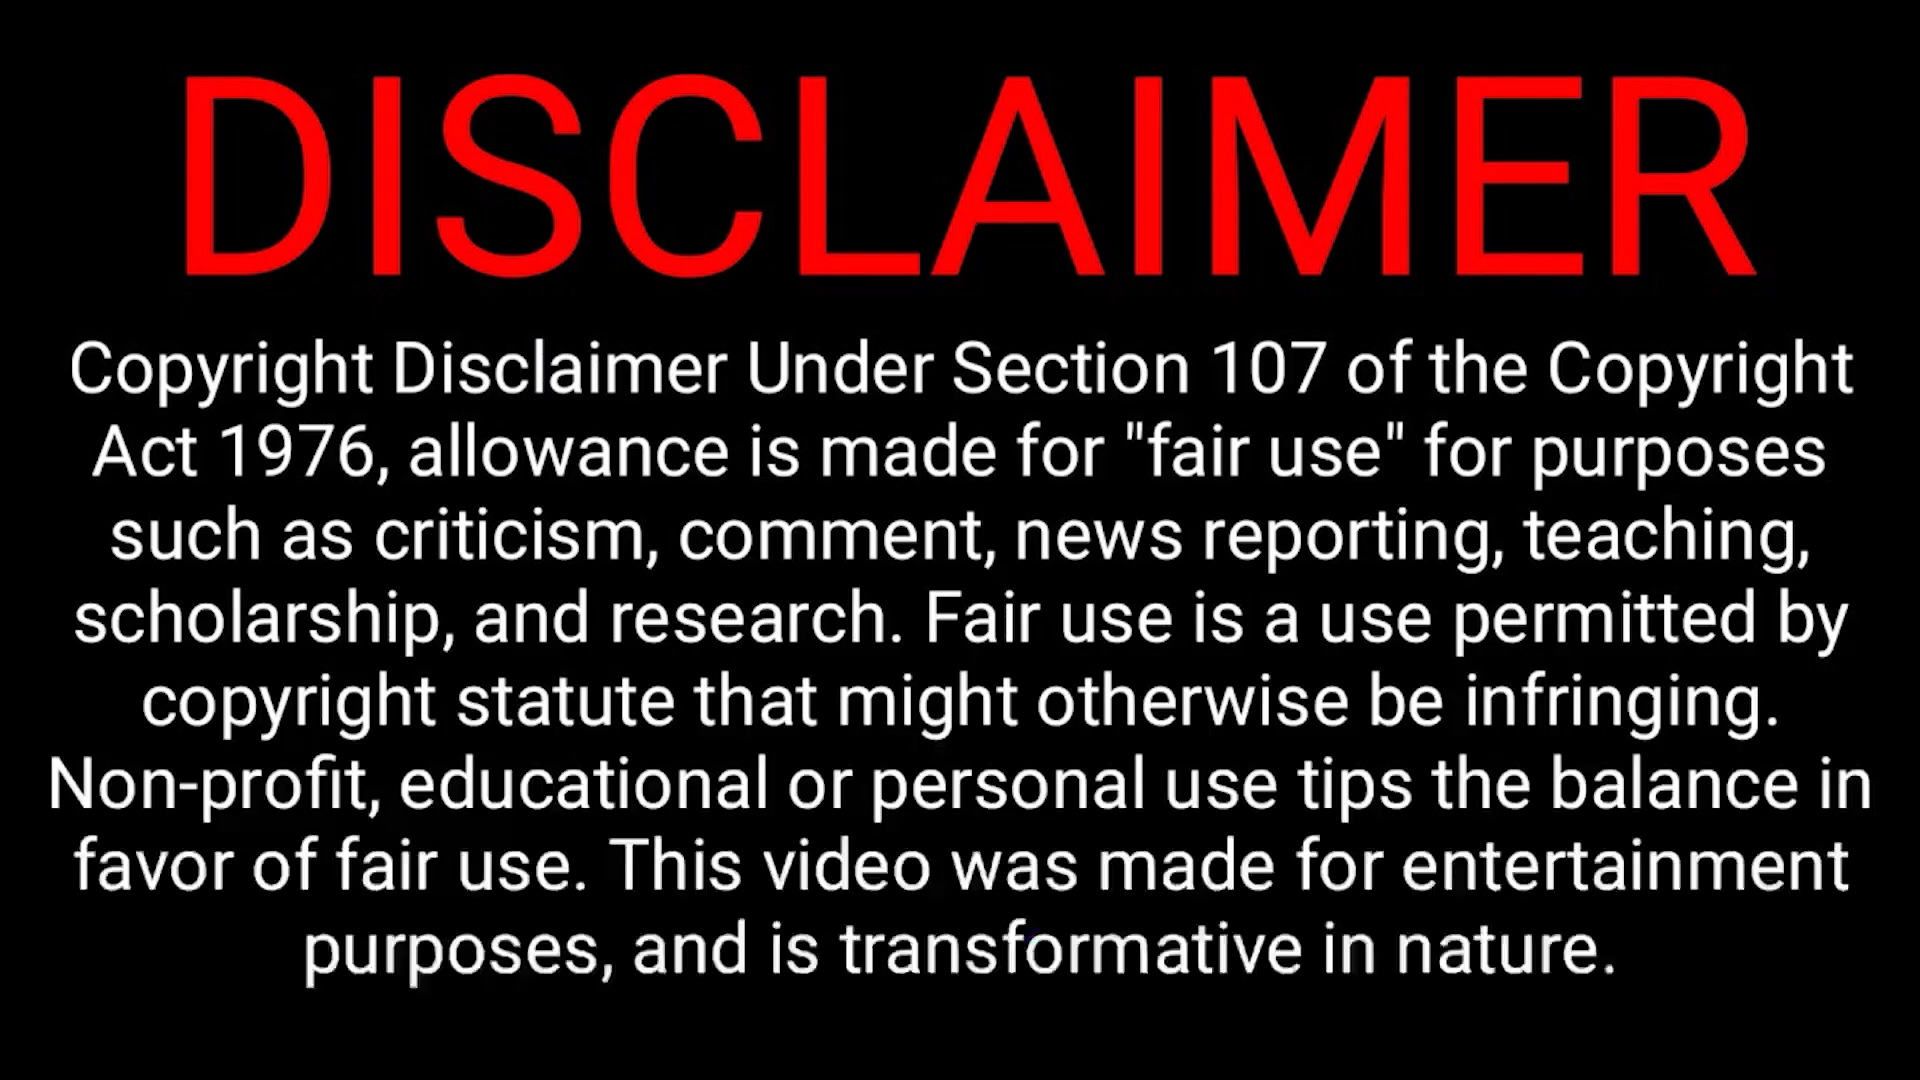 DISCLAIMER
Copyright Disclaimer Under Section 107 of the Copyright
Act 1976, allowance is made for "fair use" for purposes
such as criticism, comment, news reporting, teaching,
scholarship, and research. Fair use is a use permitted by
copyright statute that might otherwise be infringing.
Non-profit, educational or personal use tips the balance in
favor of fair use. This video was made for entertainment
purposes, and is transformative in nature.